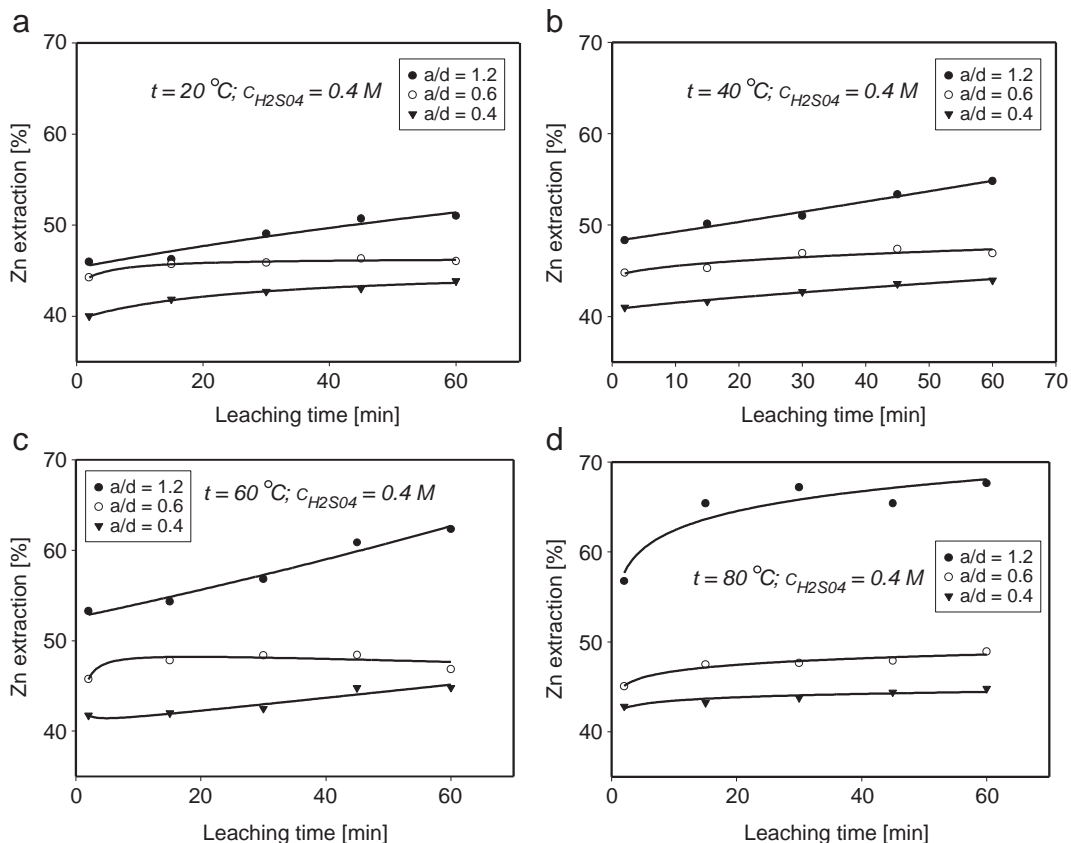 a
70
60
50
40
Zn extraction [%]
t = 20 °C; C_H2S04 = 0.4 M
a/d = 1.2
a/d = 0.6
a/d = 0.4
0
20
40
60
Leaching time [min]
b
70
60
50
40
Zn extraction [%]
t = 40 °C; C_H2S04 = 0.4 M
a/d = 1.2
a/d = 0.6
a/d = 0.4
0
10
20
30
40
50
60
70
Leaching time [min]
c
70
60
50
40
Zn extraction [%]
a/d = 1.2
a/d = 0.6
a/d = 0.4
t = 60 °C; C_H2S04 = 0.4 M
0
20
40
60
Leaching time [min]
d
70
60
50
40
Zn extraction [%]
t = 80 °C; C_H2S04 = 0.4 M
a/d = 1.2
a/d = 0.6
a/d = 0.4
0
20
40
60
Leaching time [min]